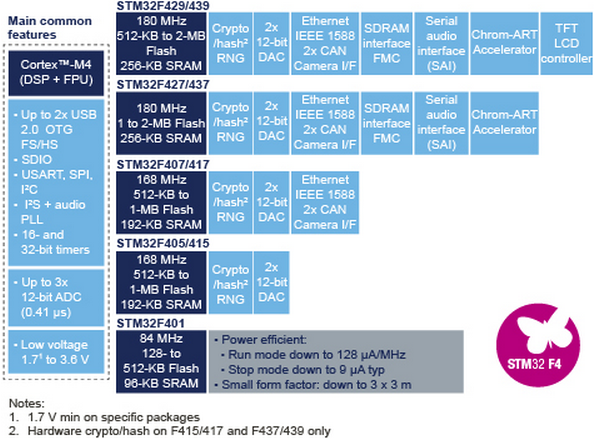 Main common
features
Cortex™-M4
(DSP + FPU)
• Up to 2x USB
2.0 OTG
FS/HS
• SDIO
• USART, SPI,
I²C
• I²S + audio
PLL
• 16- and
32-bit timers
• Up to 3x
12-bit ADC
(0.41 µs)
• Low voltage
1.7¹ to 3.6 V
STM32F429/439
180 MHz
512-KB to 2-MB
Flash
256-KB SRAM
Crypto
/hash²
RNG
2x
12-bit
DAC
Ethernet
IEEE 1588
2x CAN
Camera I/F
SDRAM
interface
FMC
Serial
audio
interface
(SAI)
Chrom-ART
Accelerator
TFT
LCD
controller
STM32F427/437
180 MHz
1 to 2-MB Flash
256-KB SRAM
Crypto
/hash²
RNG
2x
12-bit
DAC
Ethernet
IEEE 1588
2x CAN
Camera I/F
SDRAM
interface
FMC
Serial
audio
interface
(SAI)
Chrom-ART
Accelerator
STM32F407/417
168 MHz
512-KB to
1-MB Flash
192-KB SRAM
Crypto
/hash²
RNG
2x
12-bit
DAC
Ethernet
IEEE 1588
2x CAN
Camera I/F
STM32F405/415
168 MHz
512-KB to
1-MB Flash
192-KB SRAM
Crypto
/hash²
RNG
2x
12-bit
DAC
STM32F401
84 MHz
128- to
512-KB Flash
96-KB SRAM
• Power efficient:
• Run mode down to 128 µA/MHz
• Stop mode down to 9 µA typ
• Small form factor: down to 3 x 3 m
STM32 F4
Notes:
1. 1.7 V min on specific packages
2. Hardware crypto/hash on F415/417 and F437/439 only